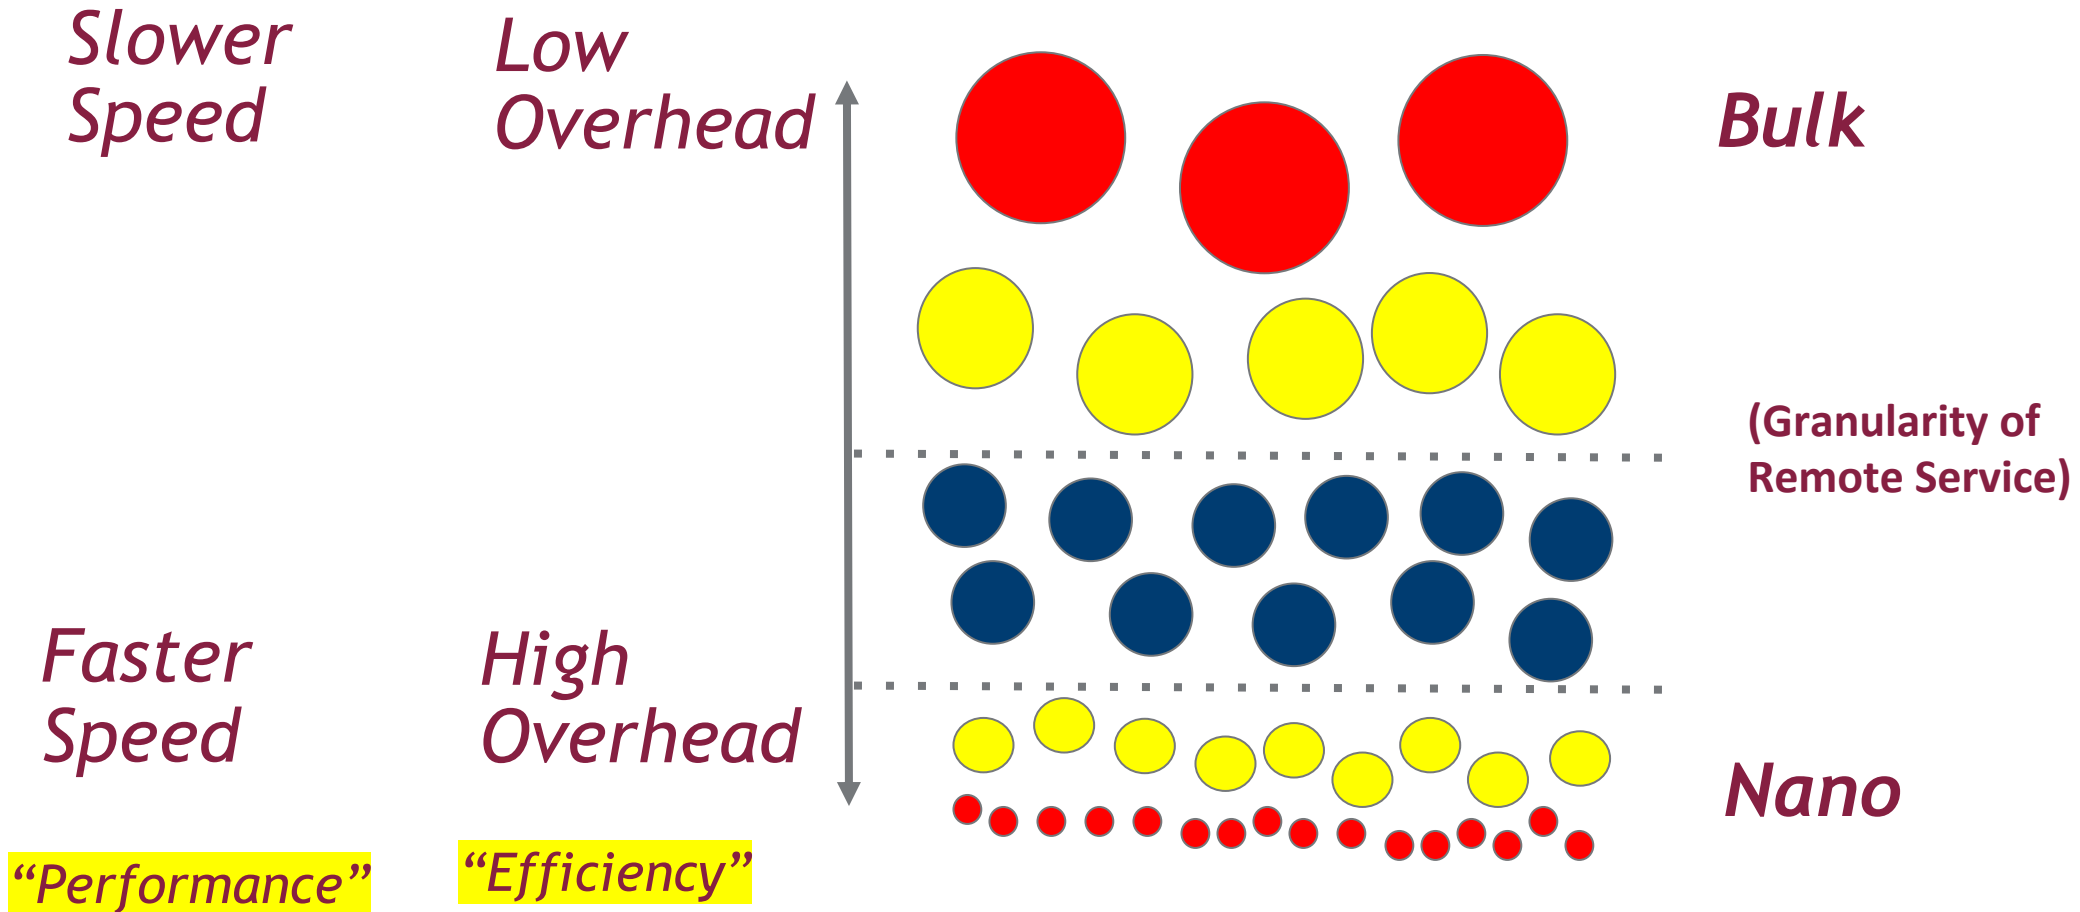 Slower
Speed
Low
Overhead
Bulk
(Granularity of
Remote Service)
Faster
Speed
High
Overhead
Nano
“Performance”
“Efficiency”